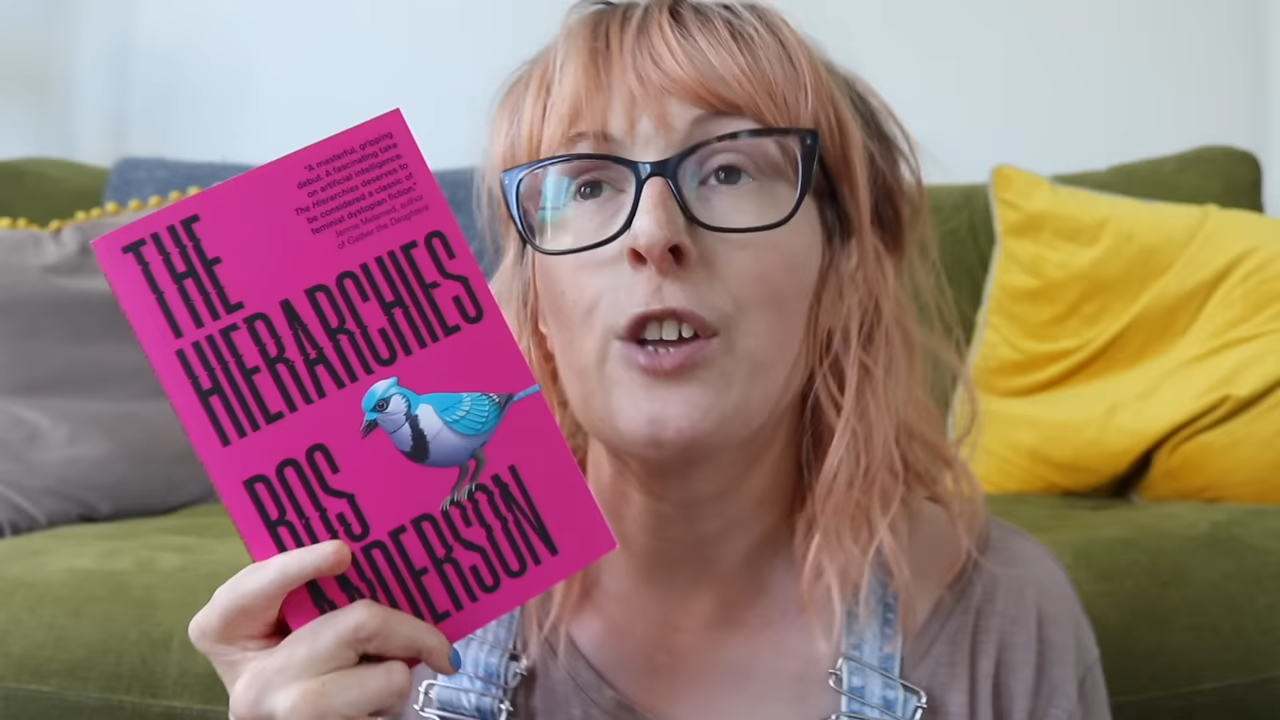 "A masterful, gripping
debut. A fascinating take
on artificial intelligence.
The Hierarchies deserves to
be considered a classic of
feminist dystopian fiction."
Jennie Melamed, author
of Gather the Daughters
THE
HIERARCHIES
ROS
ANDERSON